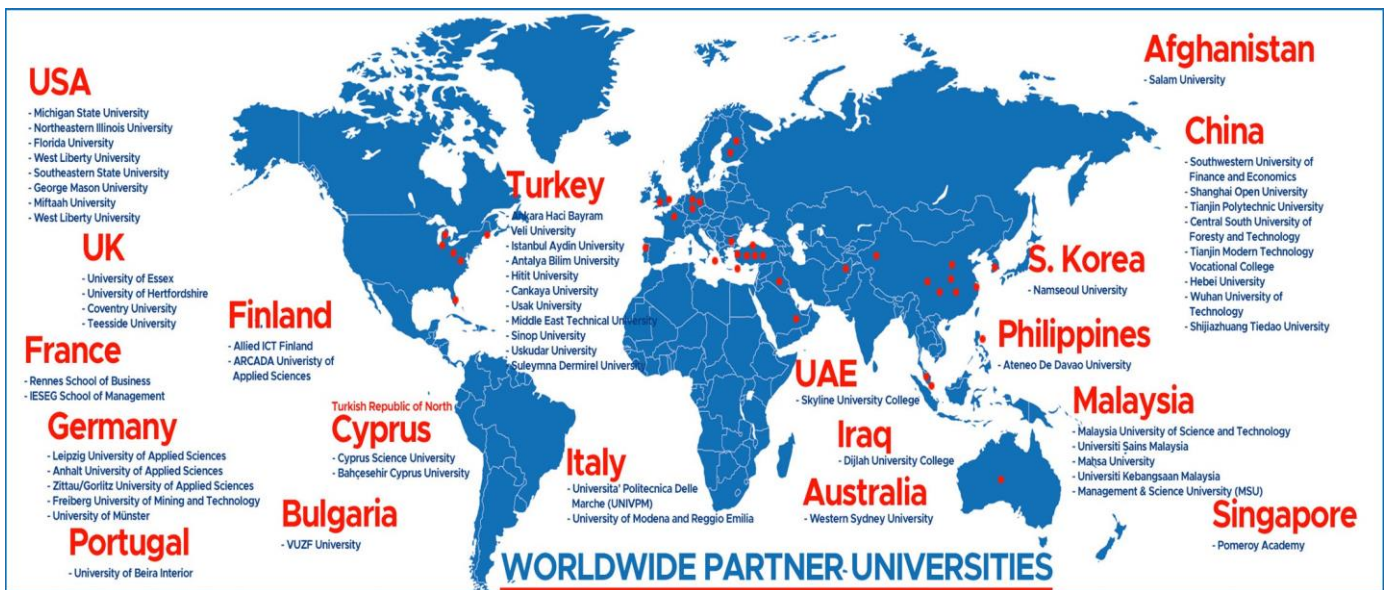 USA
- Michigan State University
- Northeastern Illinois University
- Florida University
- West Liberty University
- Southeastern State University
- George Mason University
- Miftaah University
- West Liberty University
UK
- University of Essex
- University of Hertfordshire
- Coventry University
- Teesside University
France
- Rennes School of Business
- IESEG School of Management
Finland
- Allied ICT Finland
- ARCADA Univeristy of
Applied Sciences
Germany
- Leipzig University of Applied Sciences
- Anhalt University of Applied Sciences
- Zittau/Gorlitz University of Applied Sciences
- Freiberg University of Mining and Technology
- University of Münster
Portugal
- University of Beira Interior
Turkish Republic of North
Cyprus
- Cyprus Science University
- Bahçesehir Cyprus University
Bulgaria
- VUZF University
Turkey
- Ankara Haci Bayram
Veli University
- Istanbul Aydin University
- Antalya Bilim University
- Hitit University
- Cankaya University
- Usak University
- Middle East Technical University
- Sinop University
- Uskudar University
- Suleymna Dermirel University
Italy
- Universita' Politecnica Delle
Marche (UNIVPM)
- University of Modena and Reggio Emilia
UAE
- Skyline University College
Iraq
- Dijlah University College
Australia
- Western Sydney University
Afghanistan
- Salam University
China
- Southwestern University of
Finance and Economics
- Shanghai Open University
- Tianjin Polytechnic University
- Central South University of
Foresty and Technology
- Tianjin Modern Technology
Vocational College
- Hebei University
- Wuhan University of
Technology
- Shijiazhuang Tiedao University
S. Korea
- Namseoul University
Philippines
- Ateneo De Davao University
Malaysia
- Malaysia University of Science and Technology
- Universiti Sains Malaysia
- Mahsa University
- Universiti Kebangsaan Malaysia
- Management & Science University (MSU)
Singapore
- Pomeroy Academy
WORLDWIDE PARTNER-UNIVERSITIES